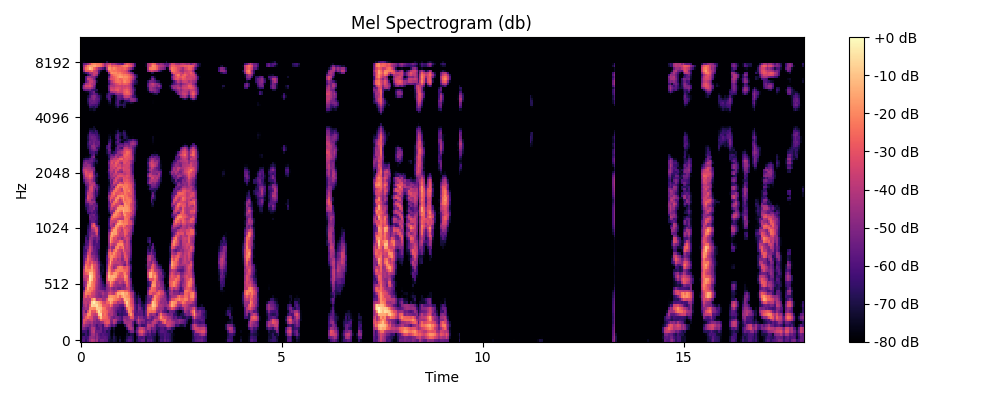 Mel Spectrogram (db)
8192
4096
2048
1024
512
0
Hz
0 5 10 15
Time
+0 dB
-10 dB
-20 dB
-30 dB
-40 dB
-50 dB
-60 dB
-70 dB
-80 dB